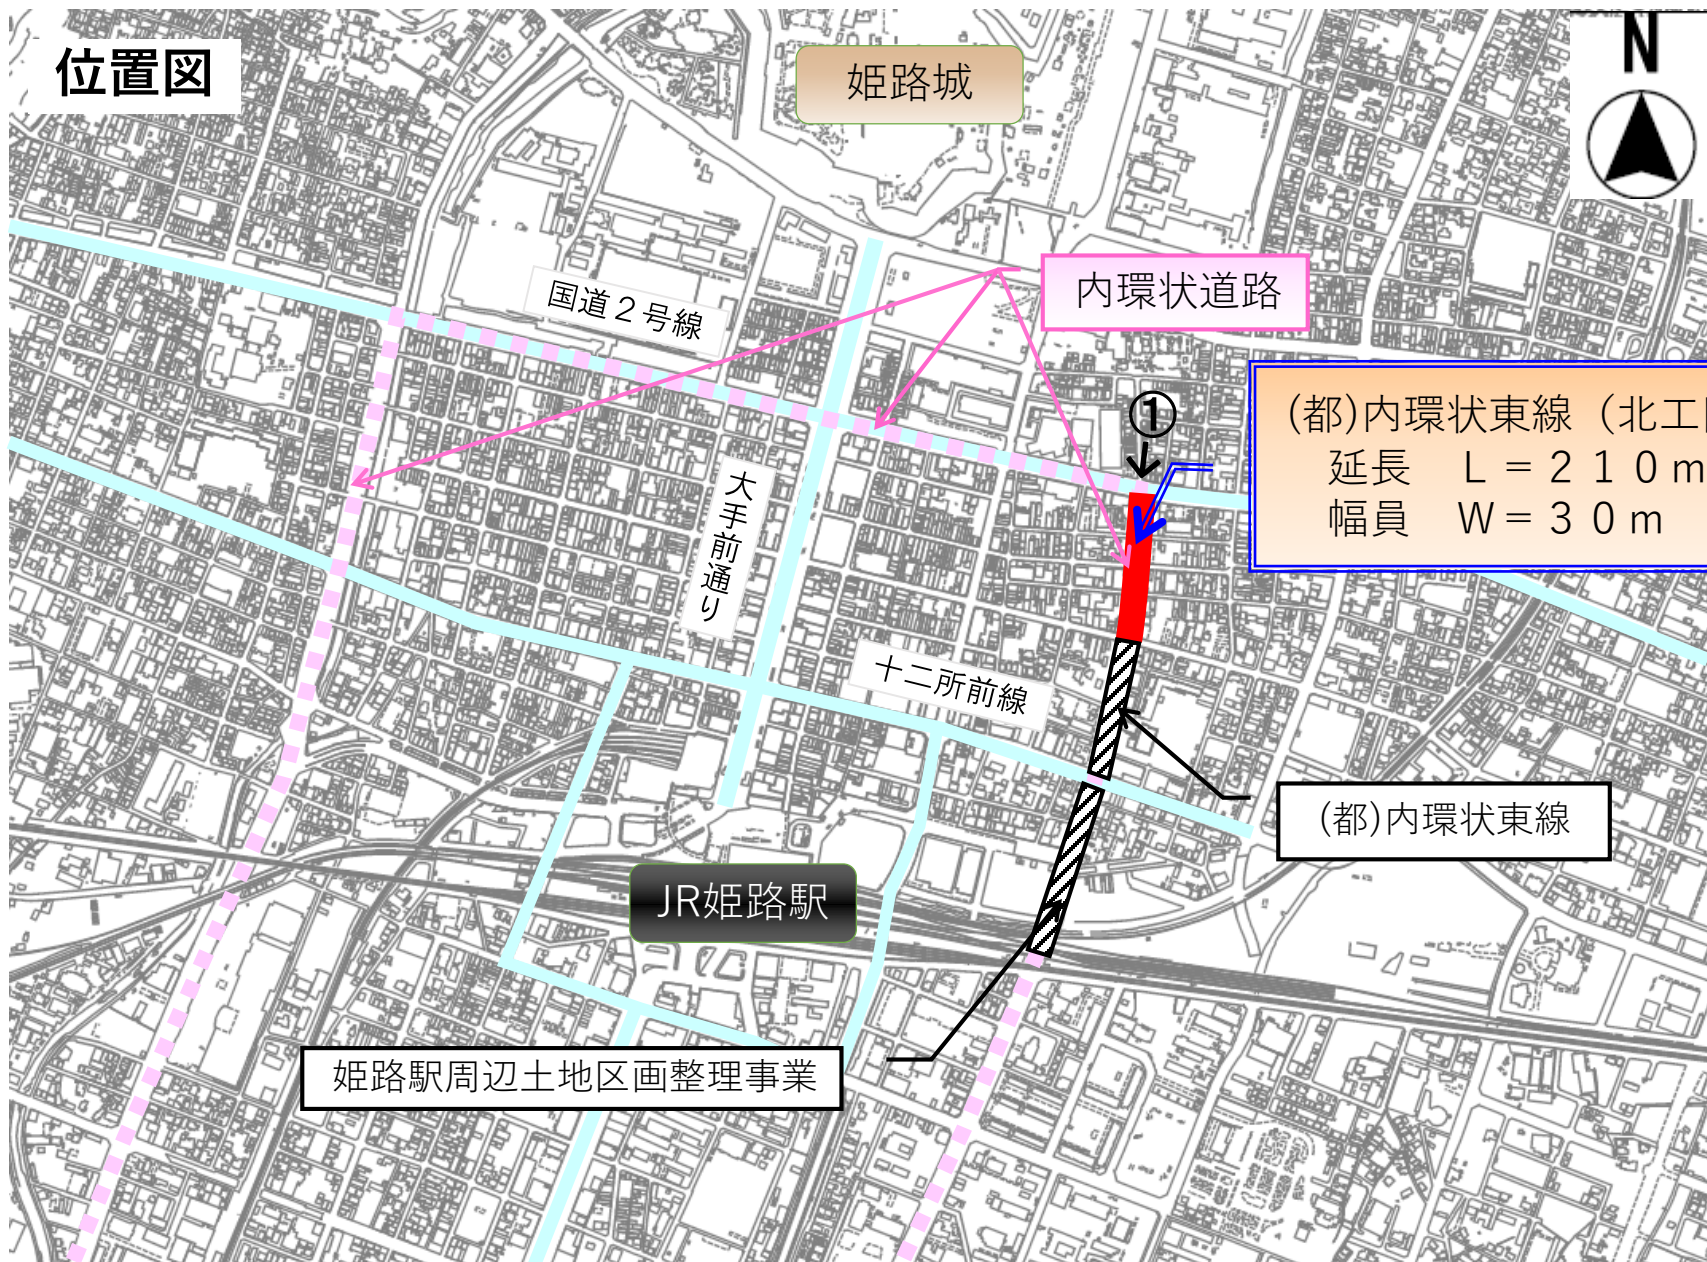 位置図
姫路城
N
国道２号線
内環状道路
①
(都)内環状東線（北工
延長　Ｌ＝２１０ｍ
幅員　Ｗ＝３０ｍ
大手前通り
十二所前線
(都)内環状東線
JR姫路駅
姫路駅周辺土地区画整理事業